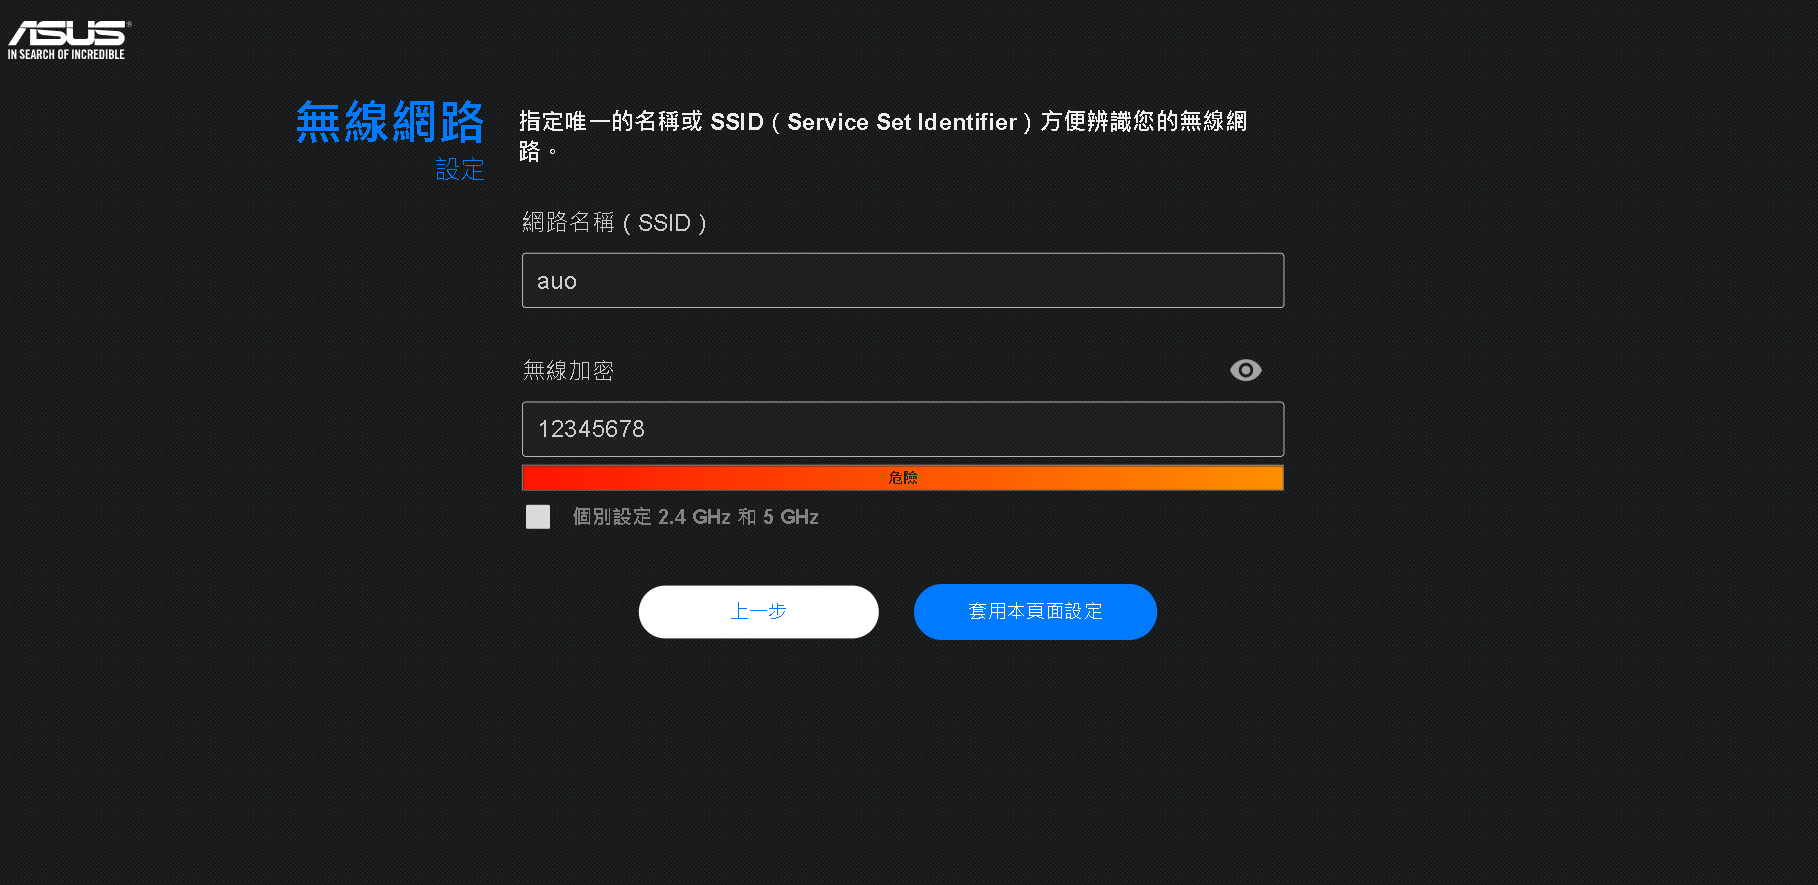 ASUS
IN SEARCH OF INCREDIBLE
無線網路
設定
指定唯一的名稱或 SSID（Service Set Identifier）方便辨識您的無線網
路。
網路名稱（SSID）
auo
無線加密
12345678
危險
個別設定 2.4 GHz 和 5 GHz
上一步
套用本頁面設定